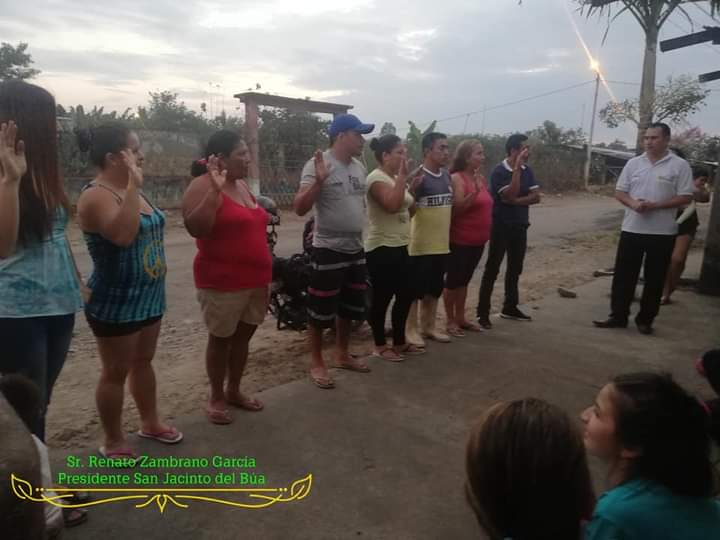 Sr. Renato Zambrano García
Presidente San Jacinto del Búa